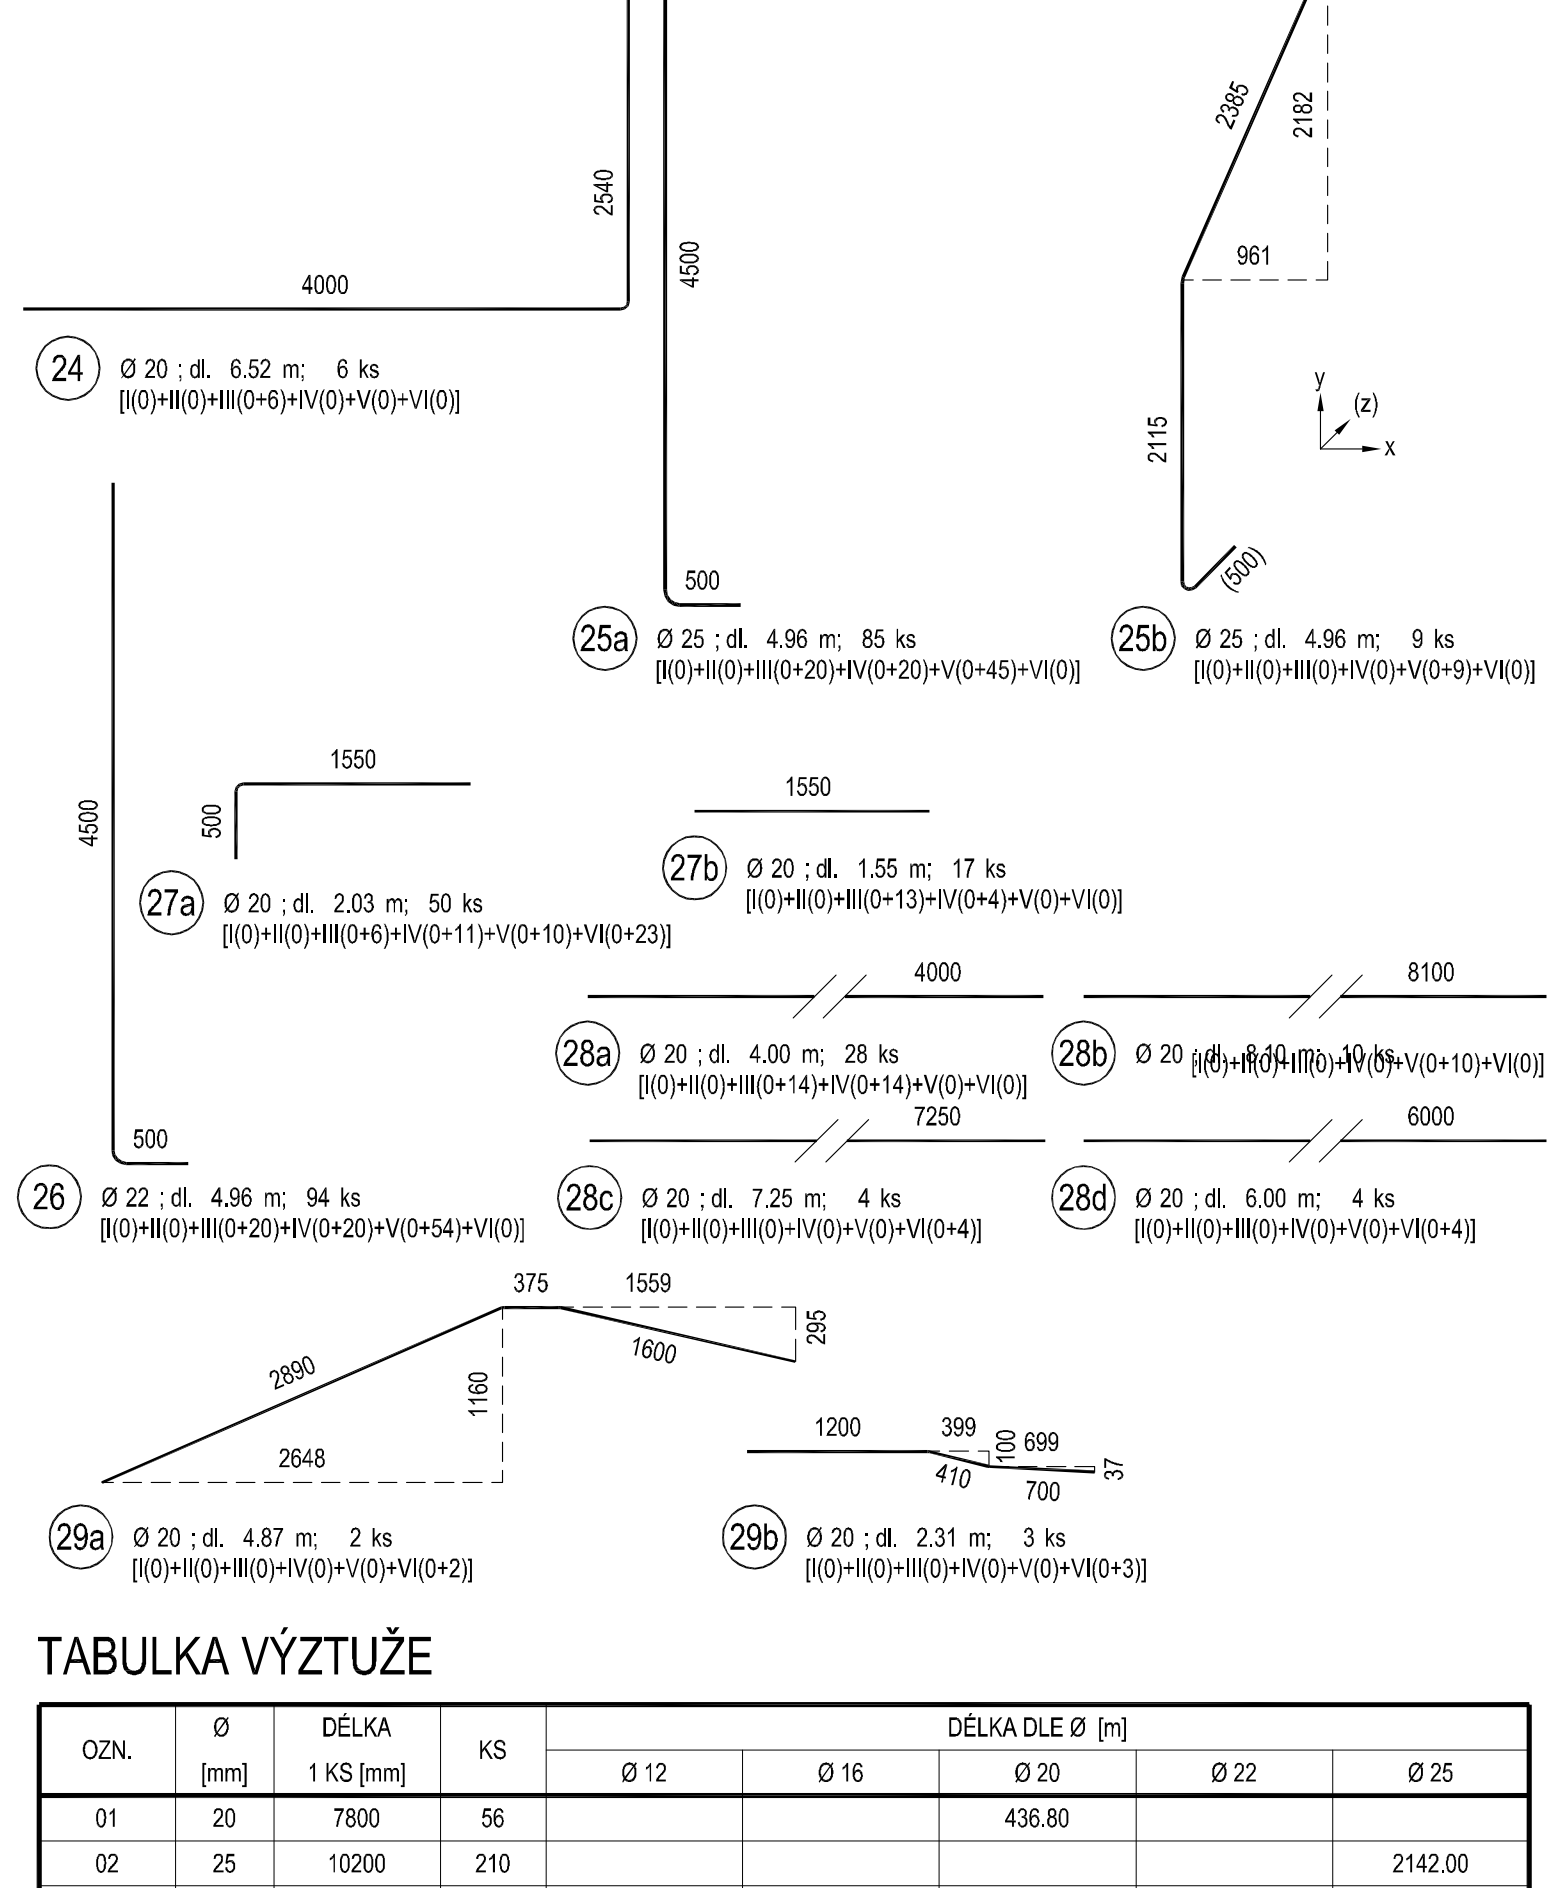 2385
2182
2540
4500
961
4000
24
Ø 20 ; dl. 6.52 m; 6 ks
[I(0)+II(0)+III(0+6)+IV(0)+V(0)+VI(0)]
y
(z)
x
2115
(500)
500
25a
Ø 25 ; dl. 4.96 m; 85 ks
[I(0)+II(0)+III(0+20)+IV(0+20)+V(0+45)+VI(0)]
25b
Ø 25 ; dl. 4.96 m; 9 ks
[I(0)+II(0)+III(0)+IV(0)+V(0+9)+VI(0)]
4500
1550
500
27a
Ø 20 ; dl. 2.03 m; 50 ks
[I(0)+II(0)+III(0+6)+IV(0+11)+V(0+10)+VI(0+23)]
1550
27b
Ø 20 ; dl. 1.55 m; 17 ks
[I(0)+II(0)+III(0+13)+IV(0+4)+V(0)+VI(0)]
4000
28a
Ø 20 ; dl. 4.00 m; 28 ks
[I(0)+II(0)+III(0+14)+IV(0+14)+V(0)+VI(0)]
8100
28b
Ø 20 ; dl. 8.10 m; 10 ks
[I(0)+II(0)+III(0)+IV(0)+V(0+10)+VI(0)]
500
26
Ø 22 ; dl. 4.96 m; 94 ks
[I(0)+II(0)+III(0+20)+IV(0+20)+V(0+54)+VI(0)]
7250
28c
Ø 20 ; dl. 7.25 m; 4 ks
[I(0)+II(0)+III(0)+IV(0)+V(0)+VI(0+4)]
6000
28d
Ø 20 ; dl. 6.00 m; 4 ks
[I(0)+II(0)+III(0)+IV(0)+V(0)+VI(0+4)]
375
1559
295
1600
2890
1160
2648
29a
Ø 20 ; dl. 4.87 m; 2 ks
[I(0)+II(0)+III(0)+IV(0)+V(0)+VI(0+2)]
1200
399
100
699
37
410
700
29b
Ø 20 ; dl. 2.31 m; 3 ks
[I(0)+II(0)+III(0)+IV(0)+V(0)+VI(0+3)]
TABULKA VÝZTUŽE
OZN. Ø [mm] DÉLKA 1 KS [mm] KS DÉLKA DLE Ø [m]
Ø 12 Ø 16 Ø 20 Ø 22 Ø 25
01 20 7800 56 436.80
02 25 10200 210 2142.00